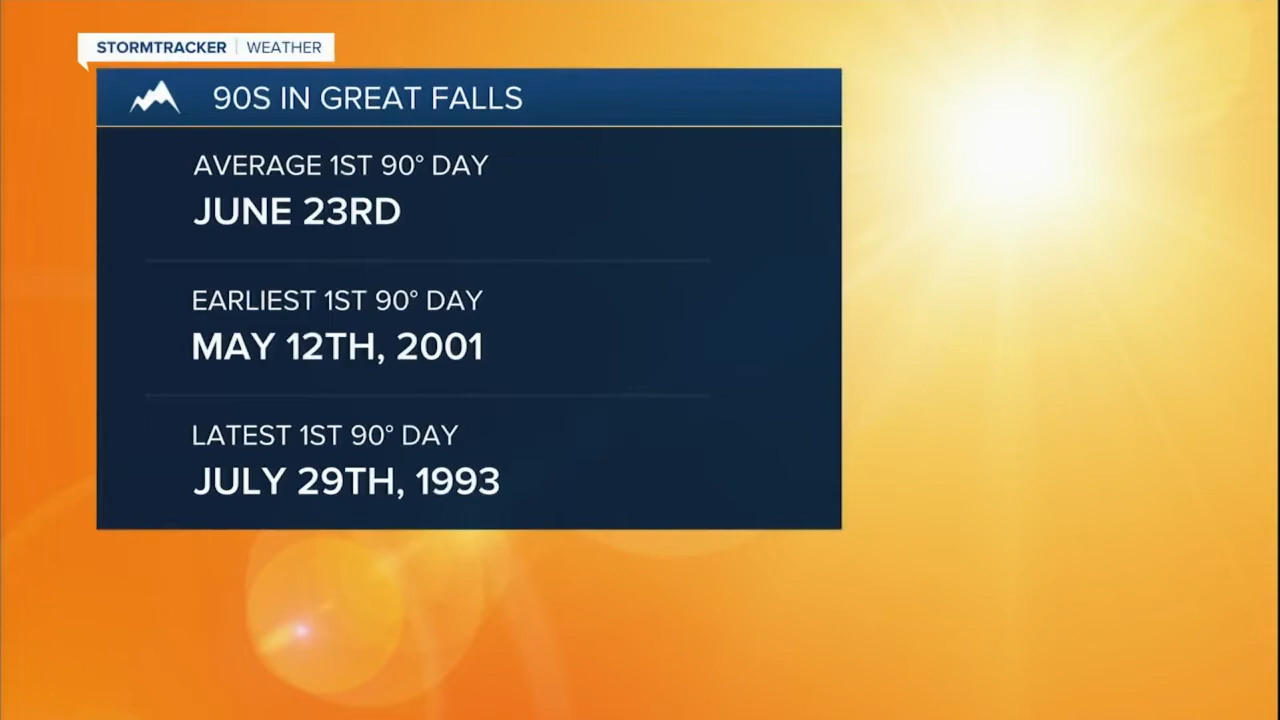 STORMTRACKER | WEATHER
90S IN GREAT FALLS
AVERAGE 1ST 90° DAY
JUNE 23RD
EARLIEST 1ST 90° DAY
MAY 12TH, 2001
LATEST 1ST 90° DAY
JULY 29TH, 1993